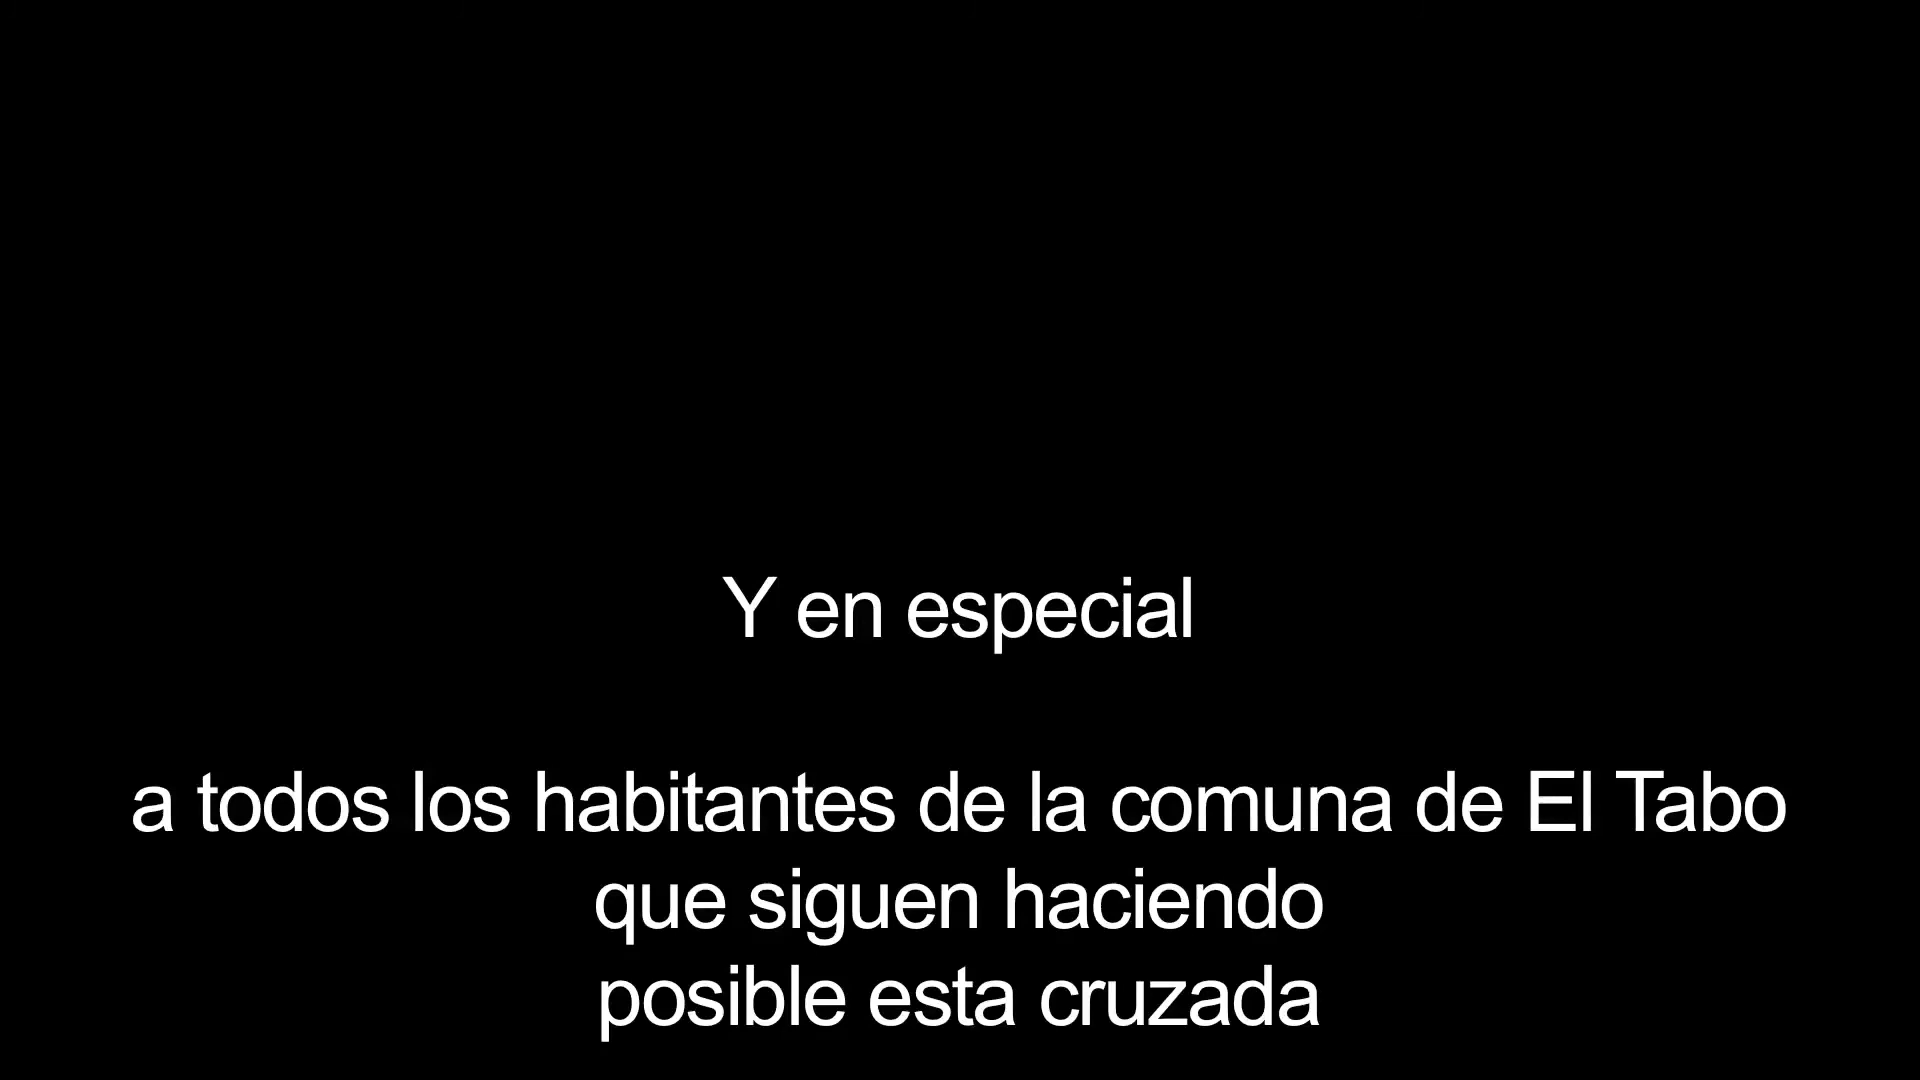 Y en especial
a todos los habitantes de la comuna de El Tabo
que siguen haciendo
posible esta cruzada